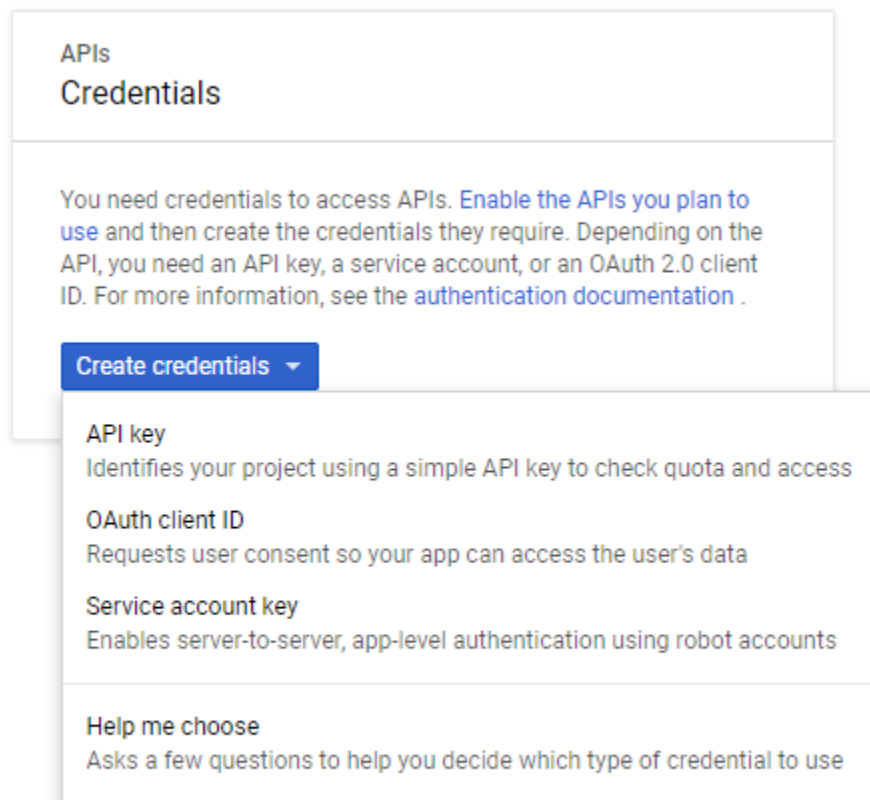 APIs
Credentials
You need credentials to access APIs. Enable the APIs you plan to
use and then create the credentials they require. Depending on the
API, you need an API key, a service account, or an OAuth 2.0 client
ID. For more information, see the authentication documentation .
Create credentials
API key
Identifies your project using a simple API key to check quota and access
OAuth client ID
Requests user consent so your app can access the user's data
Service account key
Enables server-to-server, app-level authentication using robot accounts
Help me choose
Asks a few questions to help you decide which type of credential to use